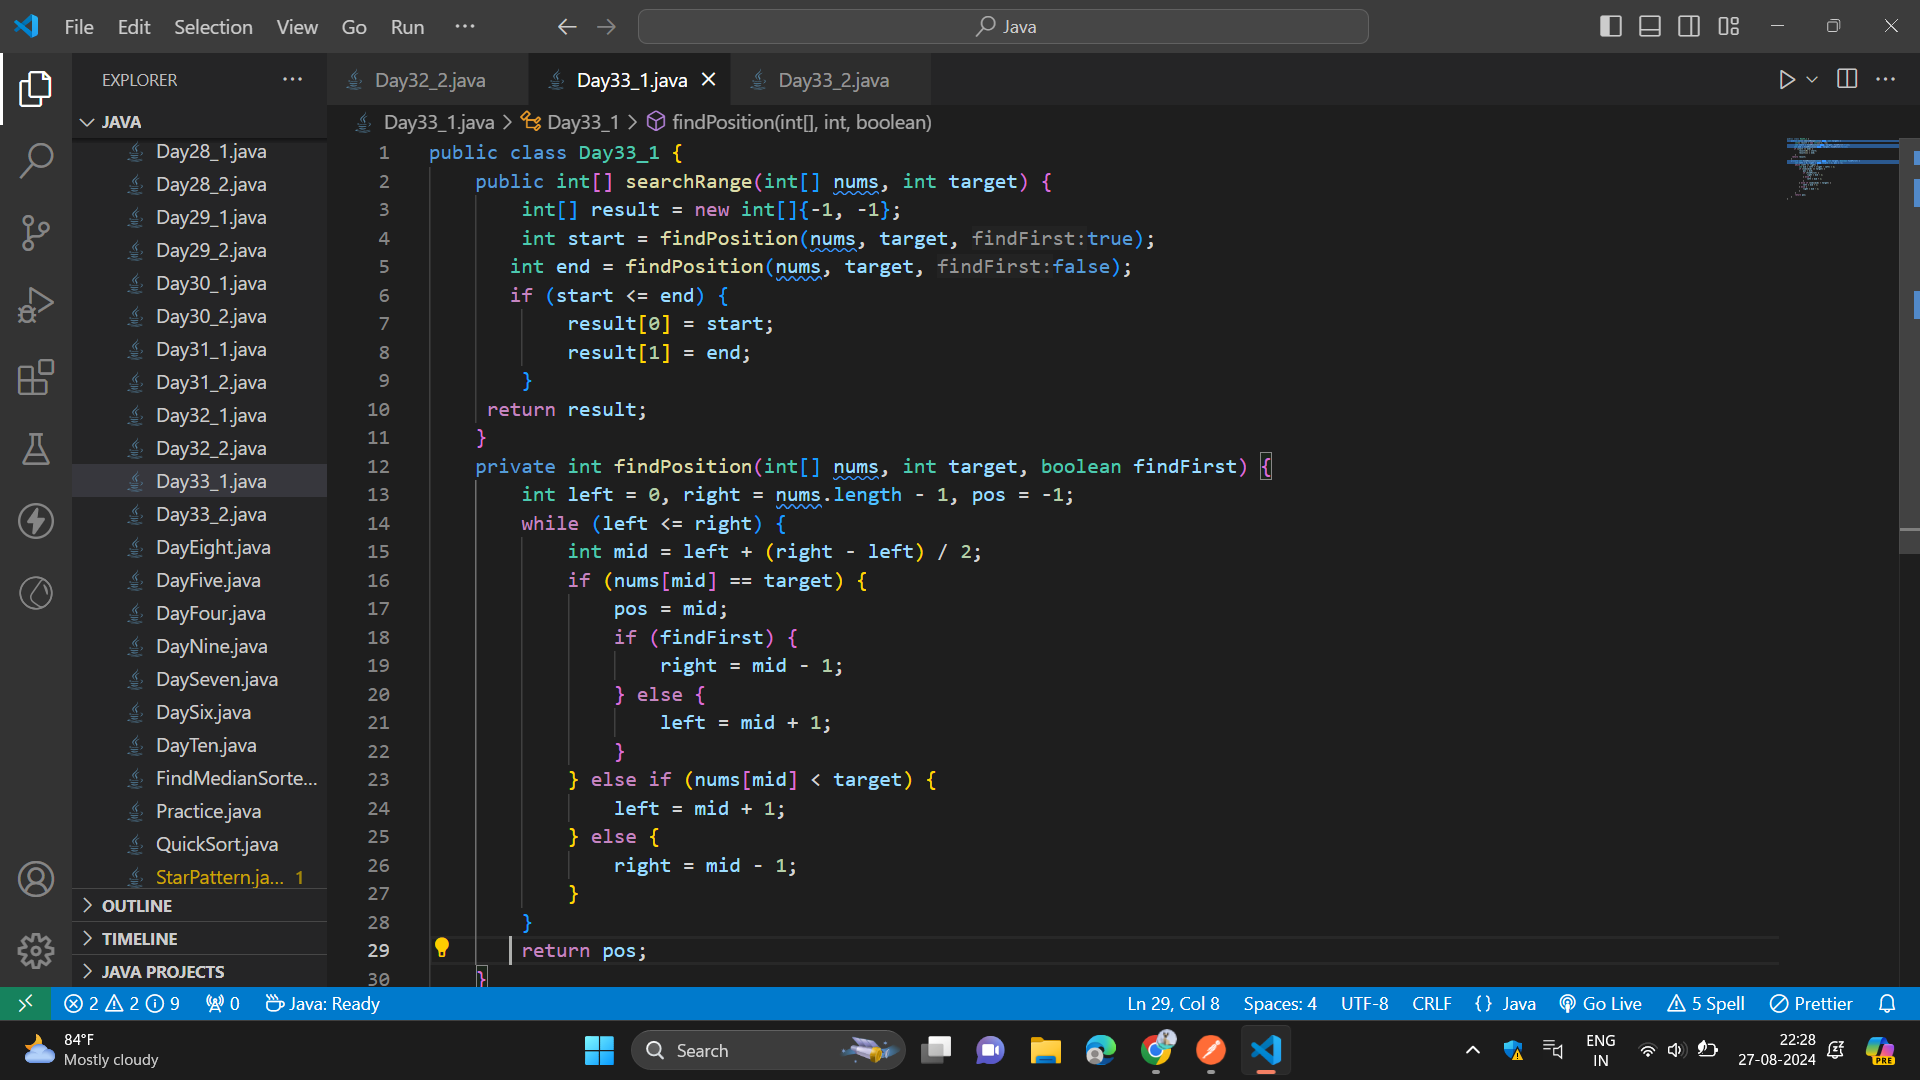 File Edit Selection View Go Run ··· Java
EXPLORER ···
JAVA
Day28_1.java
Day28_2.java
Day29_1.java
Day29_2.java
Day30_1.java
Day30_2.java
Day31_1.java
Day31_2.java
Day32_1.java
Day32_2.java
Day33_1.java
Day33_2.java
DayEight.java
DayFive.java
DayFour.java
DayNine.java
DaySeven.java
DaySix.java
DayTen.java
FindMedianSorte...
Practice.java
QuickSort.java
StarPattern.ja... 1
OUTLINE
TIMELINE
JAVA PROJECTS
Day32_2.java Day33_1.java Day33_2.java
Day33_1.java > Day33_1 > findPosition(int[], int, boolean)
1 public class Day33_1 {
2 public int[] searchRange(int[] nums, int target) {
3 int[] result = new int[]{-1, -1};
4 int start = findPosition(nums, target, findFirst:true);
5 int end = findPosition(nums, target, findFirst:false);
6 if (start <= end) {
7 result[0] = start;
8 result[1] = end;
9 }
10 return result;
11 }
12 private int findPosition(int[] nums, int target, boolean findFirst) {
13 int left = 0, right = nums.length - 1, pos = -1;
14 while (left <= right) {
15 int mid = left + (right - left) / 2;
16 if (nums[mid] == target) {
17 pos = mid;
18 if (findFirst) {
19 right = mid - 1;
20 } else {
21 left = mid + 1;
22 }
23 } else if (nums[mid] < target) {
24 left = mid + 1;
25 } else {
26 right = mid - 1;
27 }
28 }
29 return pos;
30 }
2 2 9 0 Java: Ready Ln 29, Col 8 Spaces: 4 UTF-8 CRLF {} Java Go Live 5 Spell Prettier
84°F
Mostly cloudy
Search
ENG
IN
22:28
27-08-2024
PRE